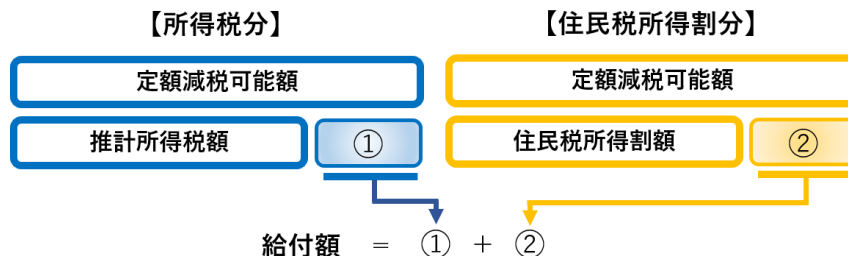 【所得税分】 【住民税所得割分】
定額減税可能額 定額減税可能額
推計所得税額 ① 住民税所得割額 ②
給付額 = ① + ②